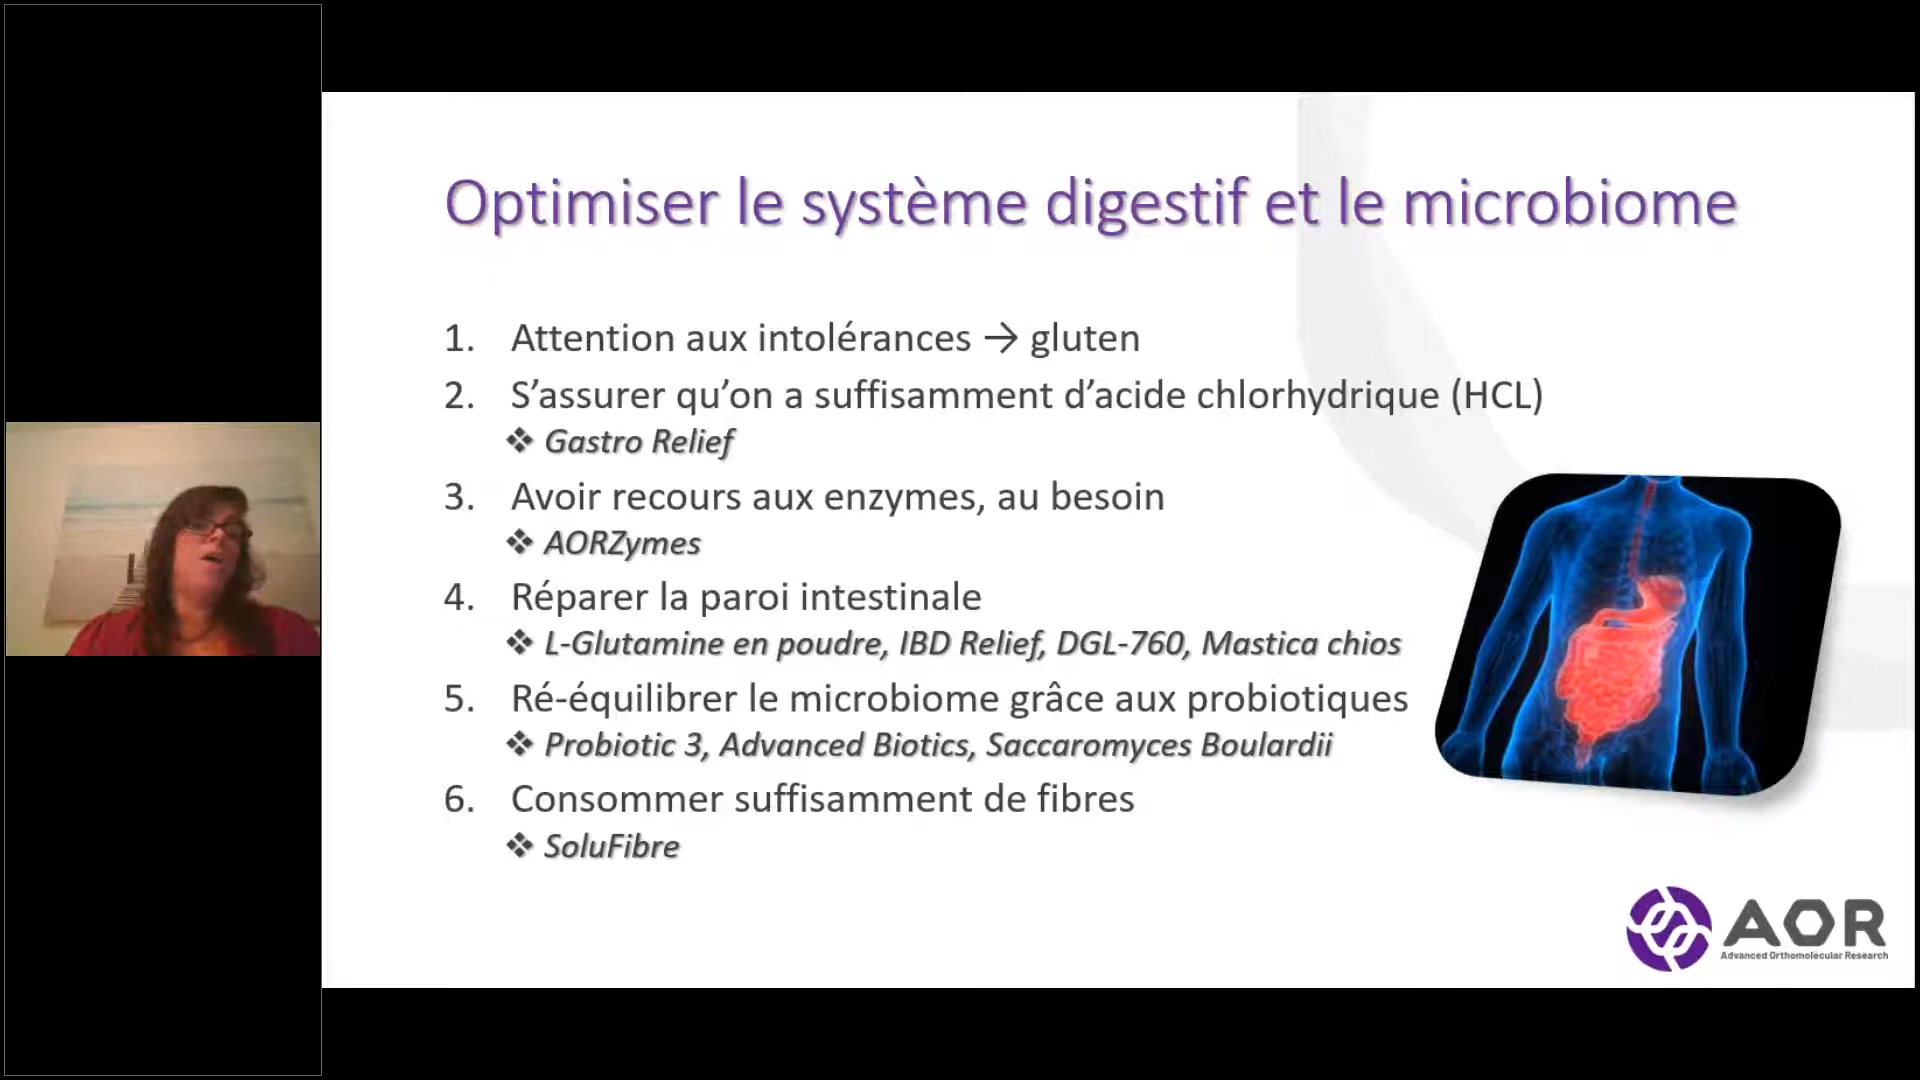 Optimiser le système digestif et le microbiome
1. Attention aux intolérances → gluten
2. S’assurer qu’on a suffisamment d’acide chlorhydrique (HCL)
❖ Gastro Relief
3. Avoir recours aux enzymes, au besoin
❖ AORZymes
4. Réparer la paroi intestinale
❖ L-Glutamine en poudre, IBD Relief, DGL-760, Mastica chios
5. Ré-équilibrer le microbiome grâce aux probiotiques
❖ Probiotic 3, Advanced Biotics, Saccaromyces Boulardii
6. Consommer suffisamment de fibres
❖ SoluFibre
AOR
Advanced Orthomolecular Research